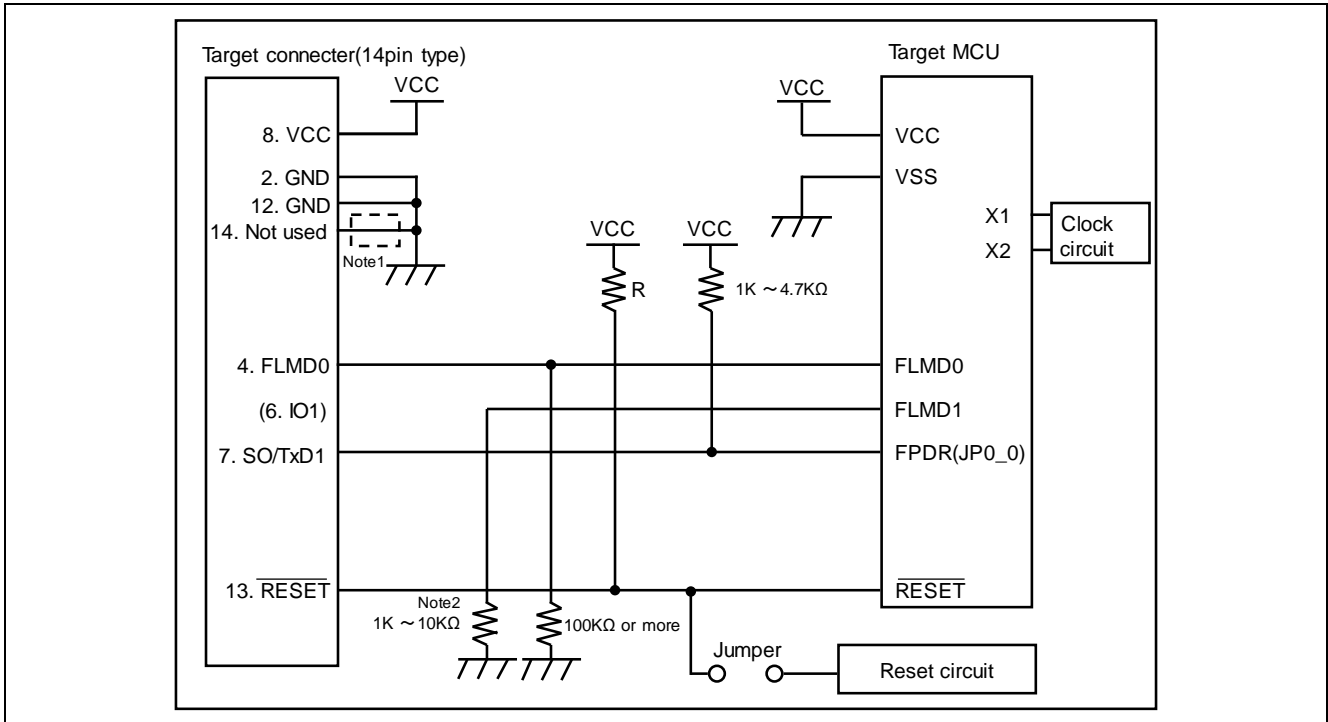 Target connecter(14pin type)
VCC
8. VCC
2. GND
12. GND
14. Not used
Note1
4. FLMD0
(6. IO1)
7. SO/TxD1
13. RESET
Note2
1K ～10KΩ
100KΩ or more
VCC
R
VCC
1K ～4.7KΩ
Jumper
Reset circuit
Target MCU
VCC
VCC
VSS
X1
X2
Clock
circuit
FLMD0
FLMD1
FPDR(JP0_0)
RESET